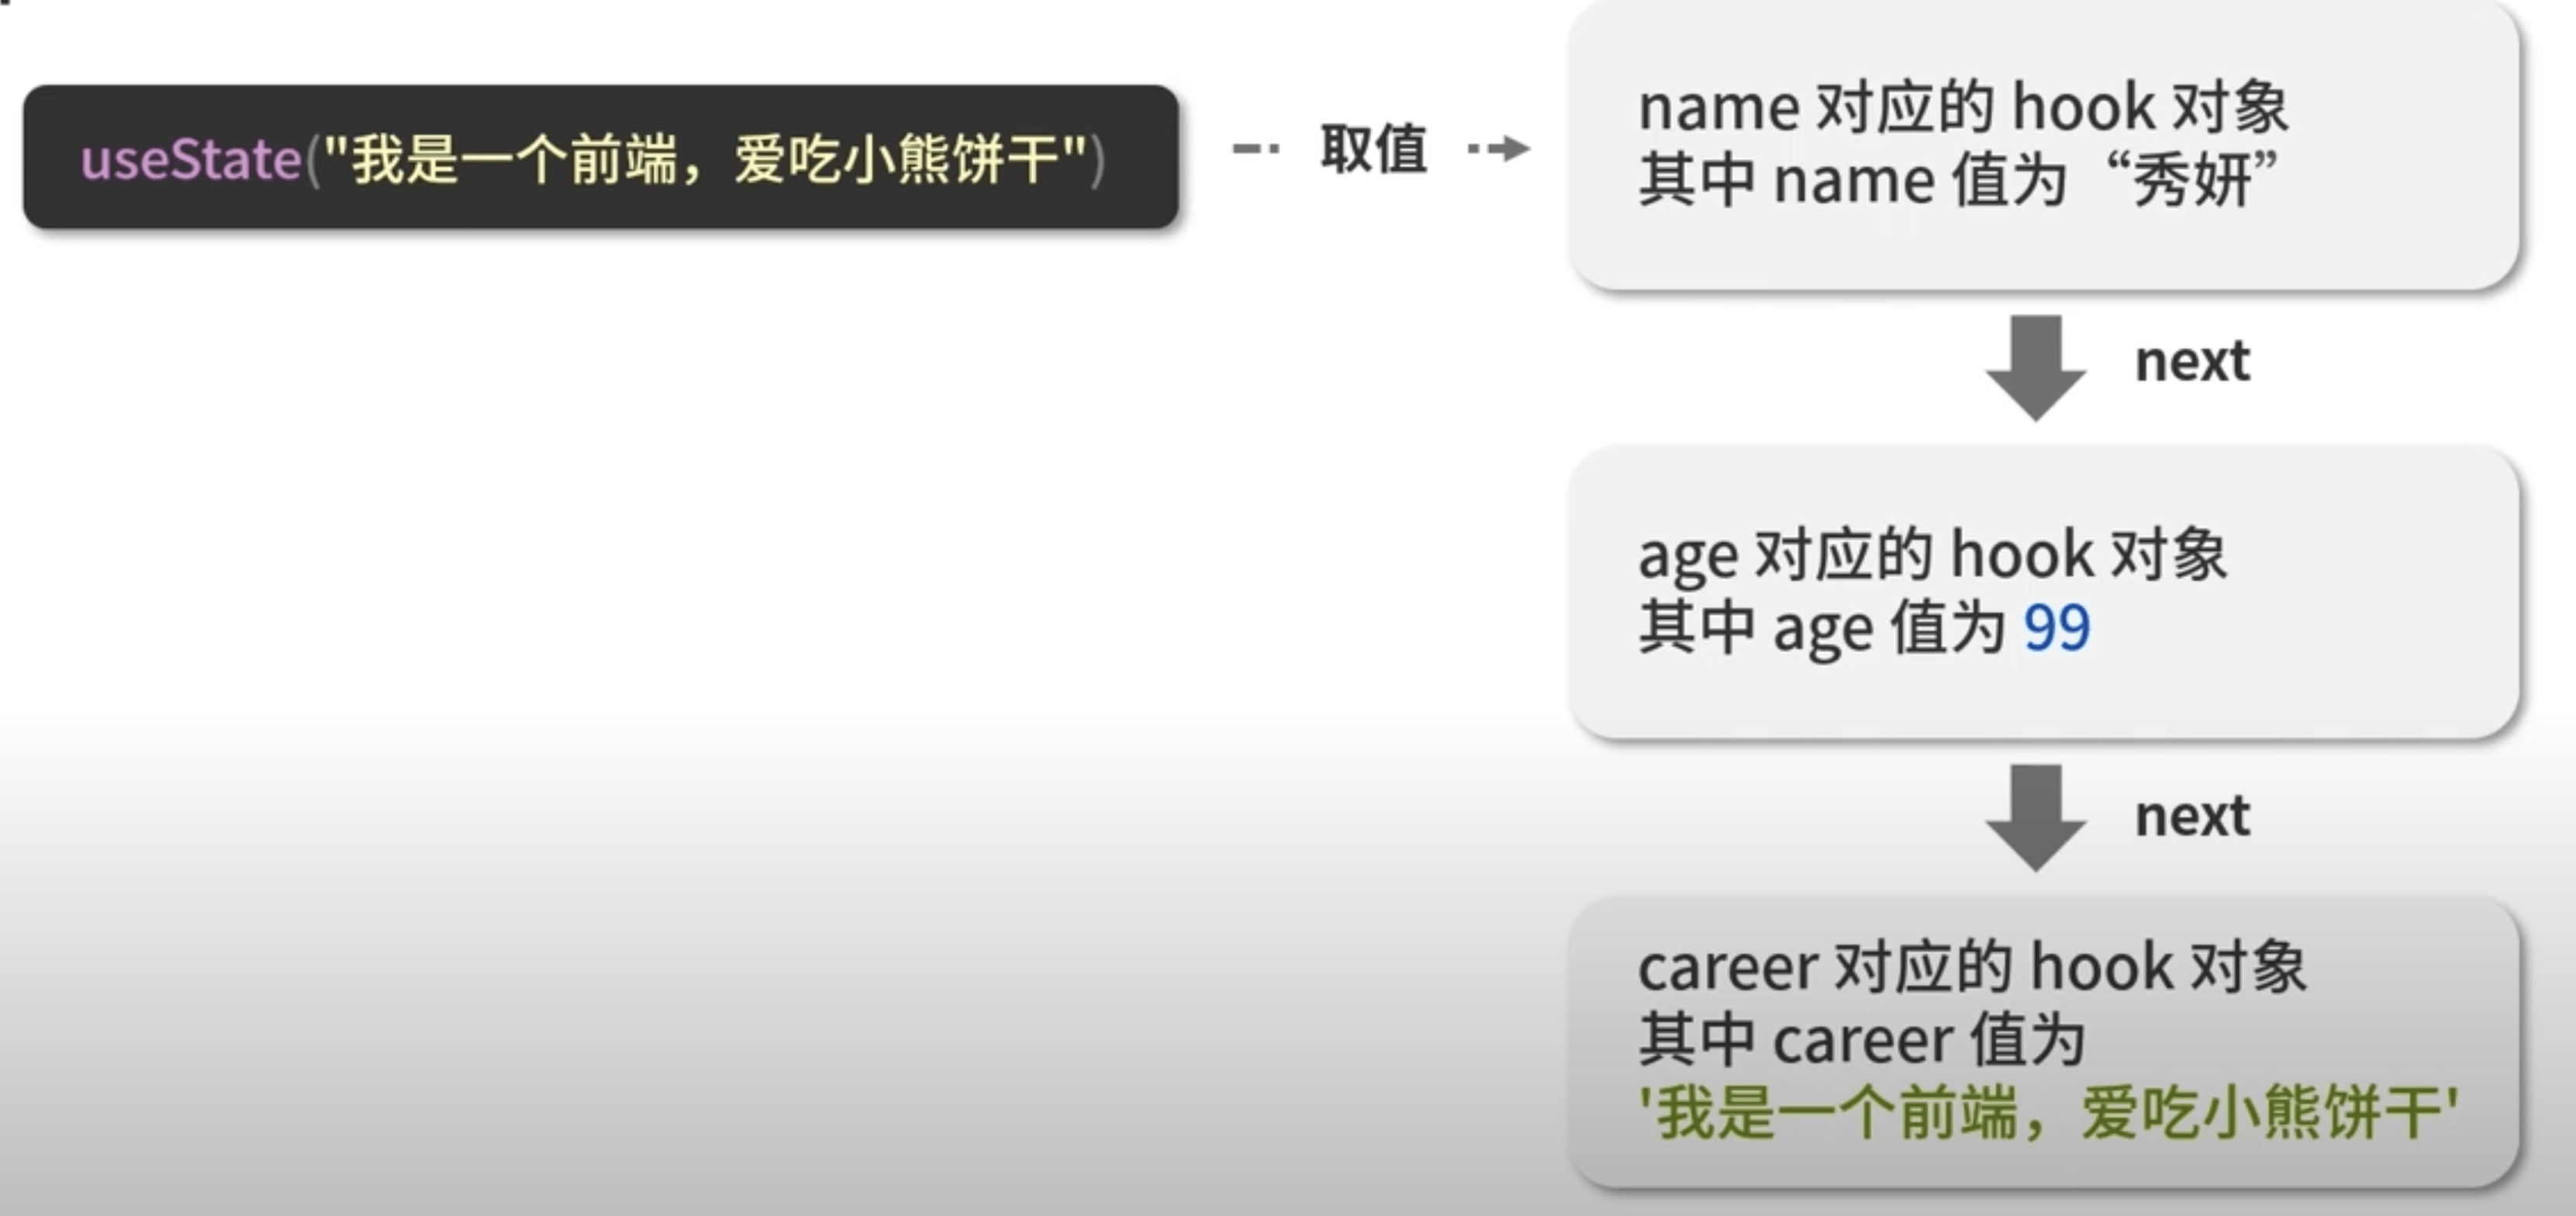 useState("我是一个前端，爱吃小熊饼干")
取值
name 对应的 hook 对象
其中 name 值为“秀妍”
next
age 对应的 hook 对象
其中 age 值为 99
next
career 对应的 hook 对象
其中 career 值为
'我是一个前端，爱吃小熊饼干'